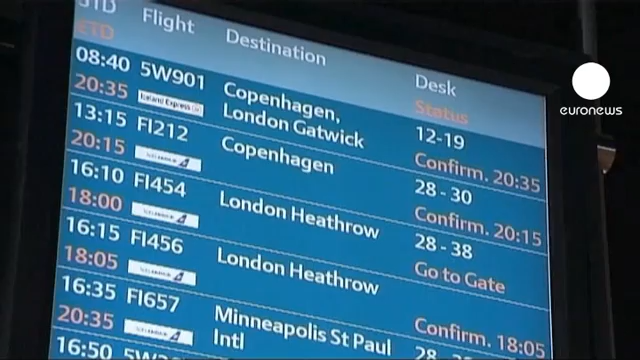 STD Flight Destination Desk
ETD Status
08:40 5W901 Copenhagen, 12-19
20:35 Iceland Express London Gatwick Confirm. 20:35
13:15 FI212 Copenhagen 28 - 30
20:15 Confirm. 20:15
16:10 FI454 London Heathrow 28 - 38
18:00 Go to Gate
16:15 FI456 London Heathrow
18:05 Confirm. 18:05
16:35 FI657 Minneapolis St Paul
20:35 Intl
16:50
euronews